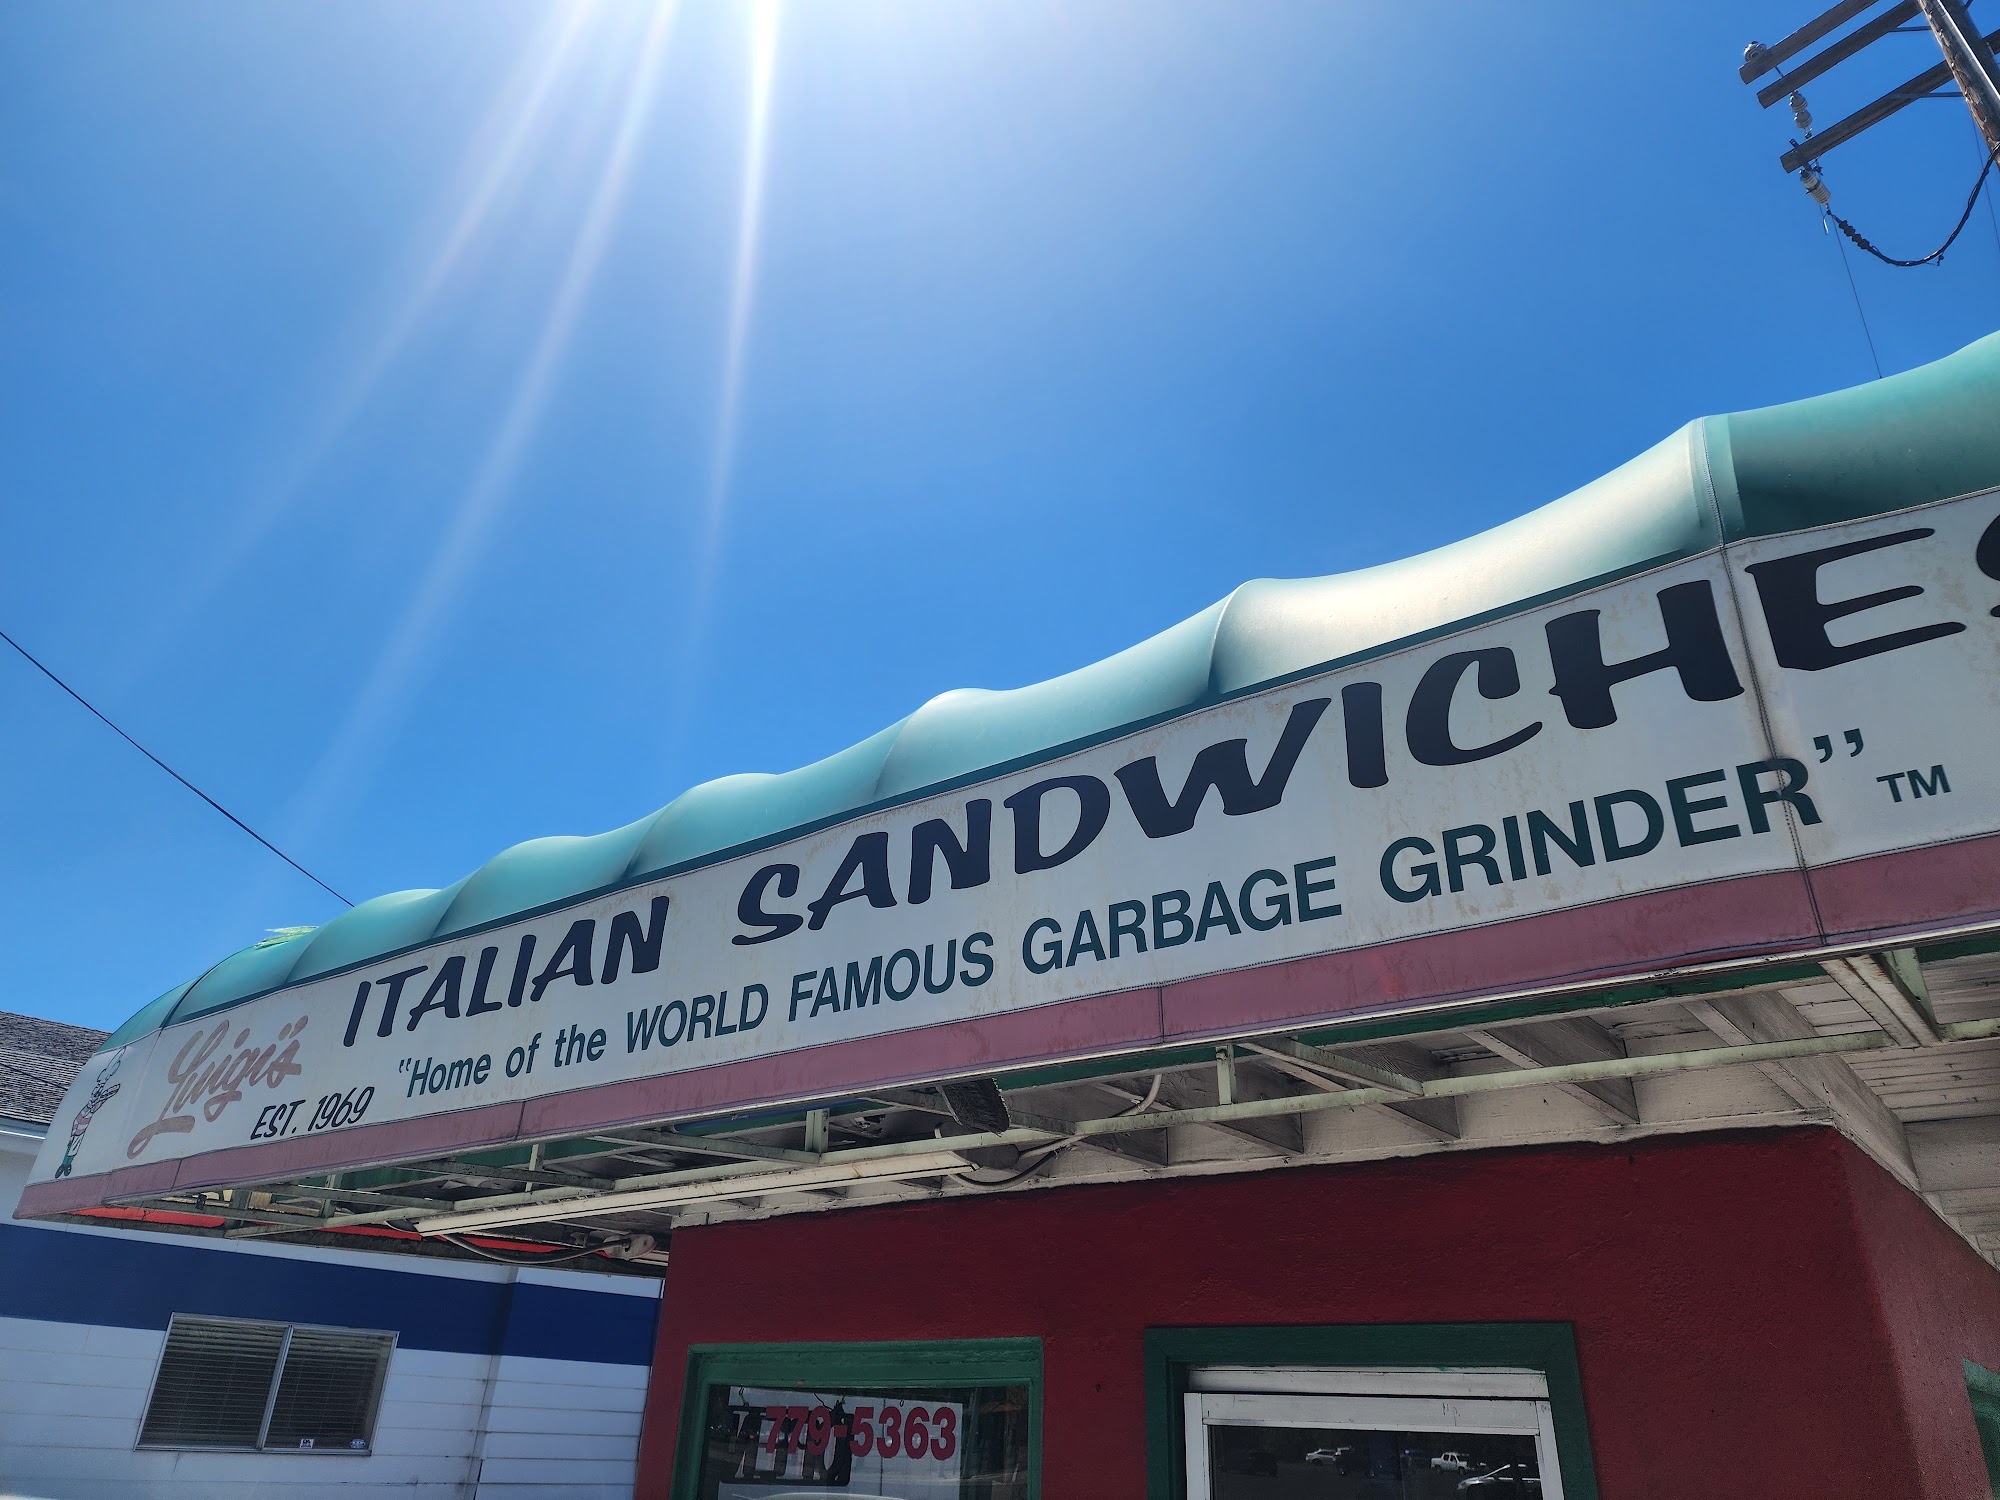 Luigi's
EST. 1969
ITALIAN SANDWICHES
"Home of the WORLD FAMOUS GARBAGE GRINDER" TM
779-5363